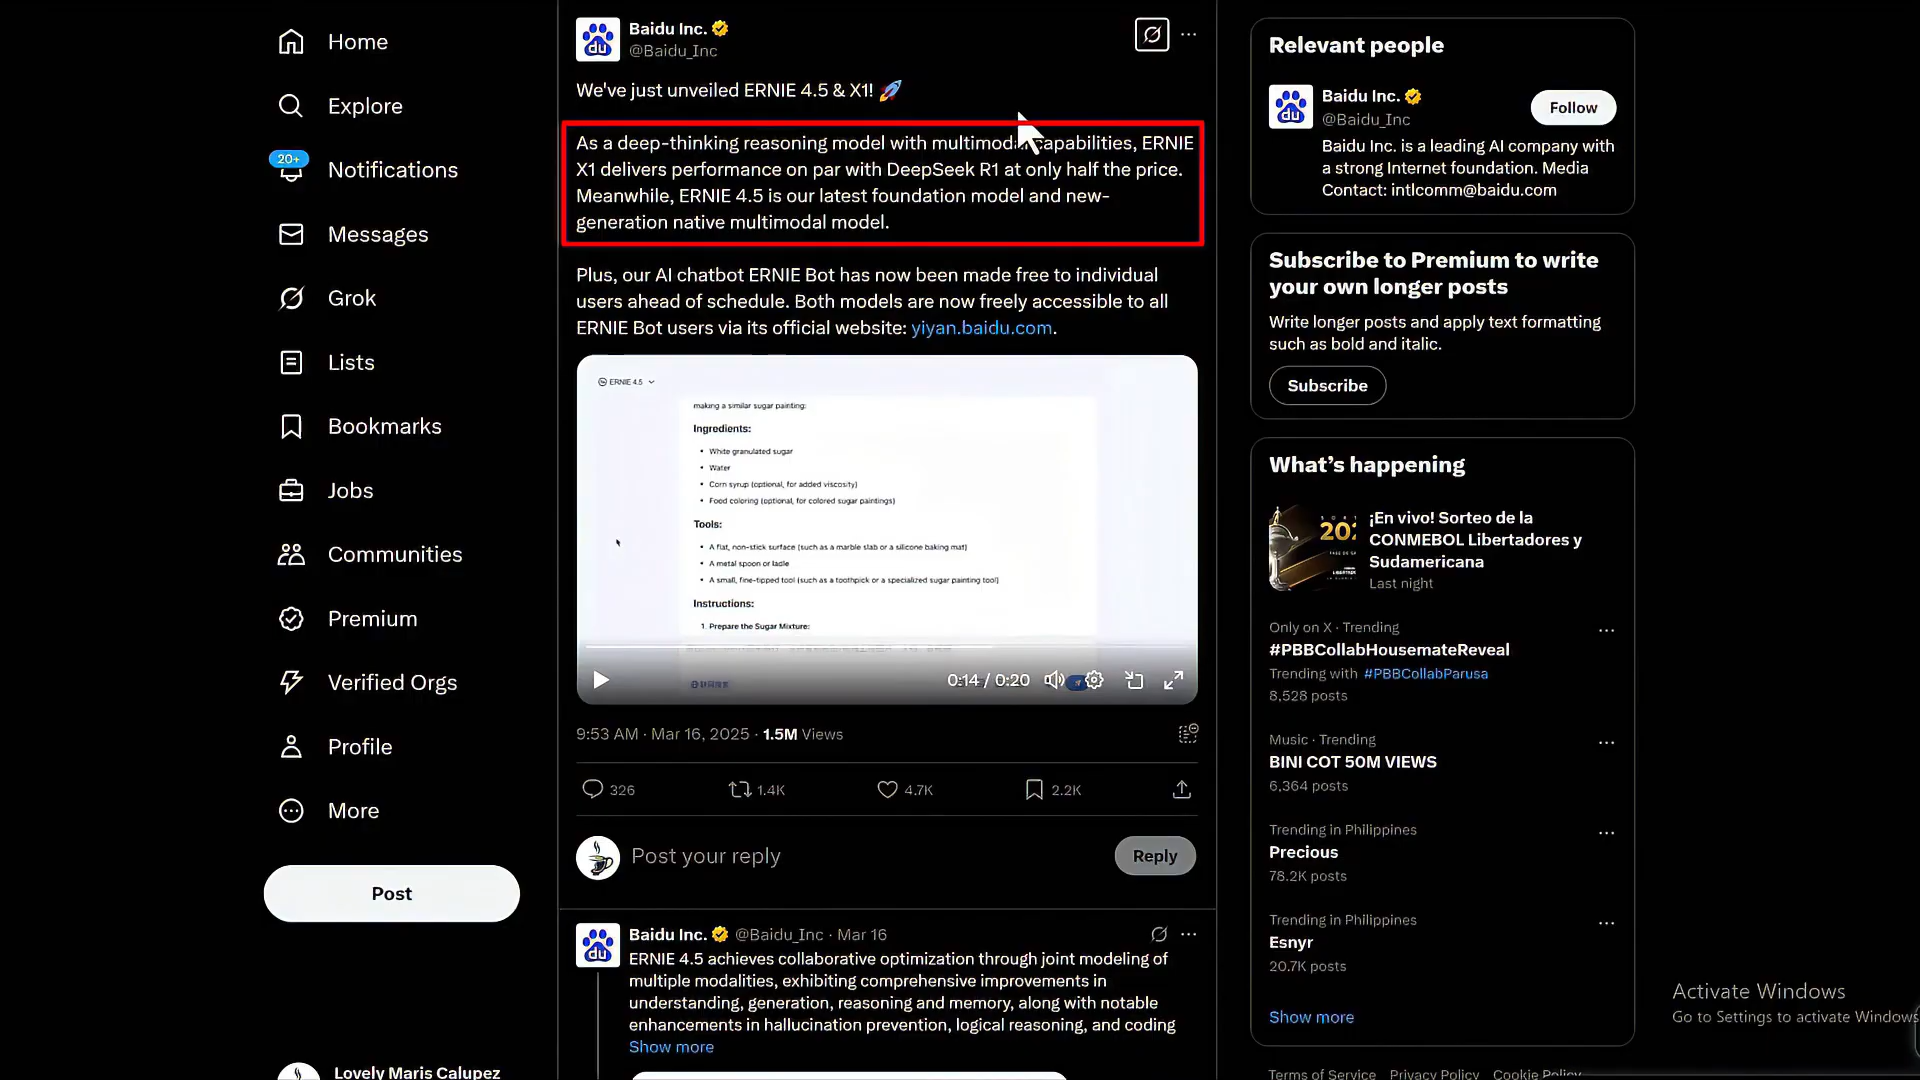 Home
Explore
20+
Notifications
Messages
Grok
Lists
Bookmarks
Jobs
Communities
Premium
Verified Orgs
Profile
More
Post
Lovely Maris Calupez
Baidu Inc.
@Baidu_Inc
We've just unveiled ERNIE 4.5 & X1! 🚀
As a deep-thinking reasoning model with multimodal capabilities, ERNIE
X1 delivers performance on par with DeepSeek R1 at only half the price.
Meanwhile, ERNIE 4.5 is our latest foundation model and new-
generation native multimodal model.
Plus, our AI chatbot ERNIE Bot has now been made free to individual
users ahead of schedule. Both models are now freely accessible to all
ERNIE Bot users via its official website: yiyan.baidu.com.
ERNIE 4.5
making a similar sugar painting:
Ingredients:
• White granulated sugar
• Water
• Corn syrup (optional, for added viscosity)
• Food coloring (optional, for colored sugar paintings)
Tools:
• A flat, non-stick surface (such as a marble slab or a silicone baking mat)
• A metal spoon or ladle
• A small, fine-tipped tool (such as a toothpick or a specialized sugar painting tool)
Instructions:
1. Prepare the Sugar Mixture:
0:14 / 0:20
9:53 AM · Mar 16, 2025 · 1.5M Views
326 1.4K 4.7K 2.2K
Post your reply
Reply
Baidu Inc. @Baidu_Inc · Mar 16
ERNIE 4.5 achieves collaborative optimization through joint modeling of
multiple modalities, exhibiting comprehensive improvements in
understanding, generation, reasoning and memory, along with notable
enhancements in hallucination prevention, logical reasoning, and coding
Show more
Relevant people
Baidu Inc.
@Baidu_Inc
Follow
Baidu Inc. is a leading AI company with
a strong Internet foundation. Media
Contact: intlcomm@baidu.com
Subscribe to Premium to write
your own longer posts
Write longer posts and apply text formatting
such as bold and italic.
Subscribe
What's happening
¡En vivo! Sorteo de la
CONMEBOL Libertadores y
Sudamericana
Last night
Only on X · Trending
#PBBCollabHousemateReveal
Trending with #PBBCollabParusa
8,528 posts
Music · Trending
BINI COT 50M VIEWS
6,364 posts
Trending in Philippines
Precious
78.2K posts
Trending in Philippines
Esnyr
20.7K posts
Show more
Terms of Service Privacy Policy Cookie Policy
Activate Windows
Go to Settings to activate Windows